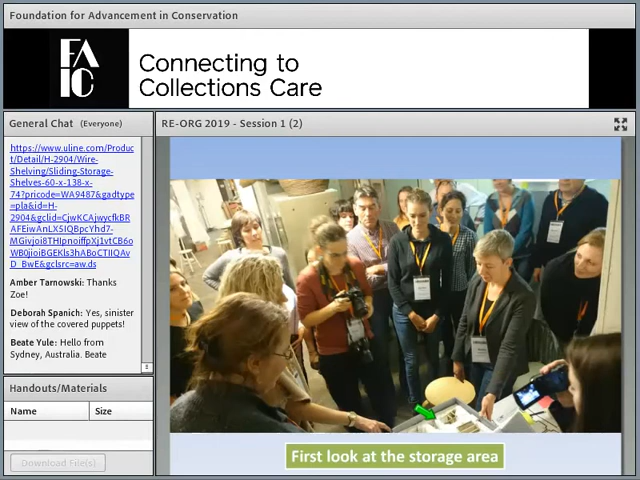 Foundation for Advancement in Conservation
FA
IC
Connecting to
Collections Care
General Chat (Everyone)
https://www.uline.com/Produc
t/Detail/H-2904/Wire-
Shelving/Sliding-Storage-
Shelves-60-x-138-x-
74?pricode=WA9487&gadtype
=pla&id=H-
2904&gclid=CjwKCAjwycfkBR
AFEiwAnLX5IQBpcYhd7-
MGivjoi8THIpnoiffpXj1vtCB6o
WB0jioiBGEKls3hABoCTIIQAv
D_BwE&gclsrc=aw.ds
Amber Tarnowski: Thanks
Zoe!
Deborah Spanich: Yes, sinister
view of the covered puppets!
Beate Yule: Hello from
Sydney, Australia. Beate
Handouts/Materials
Name Size
Download File(s)
RE-ORG 2019 - Session 1 (2)
First look at the storage area